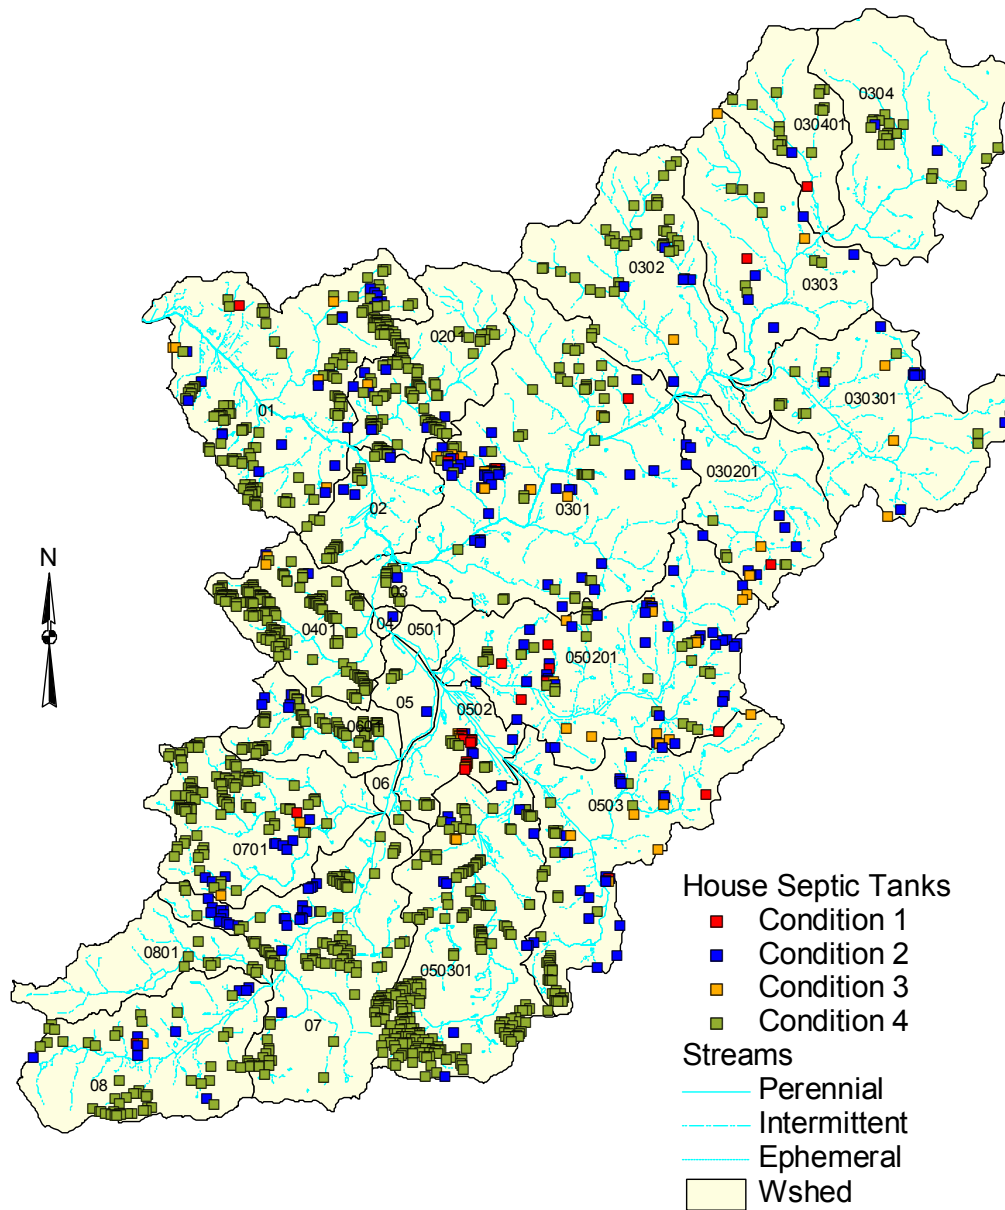 0304
030401
0302
0303
0201
01
030301
030201
02
0301
03
04
0401
0501
050201
05
0502
0601
06
0503
0701
0801
050301
07
08
N
House Septic Tanks
Condition 1
Condition 2
Condition 3
Condition 4
Streams
Perennial
Intermittent
Ephemeral
Wshed